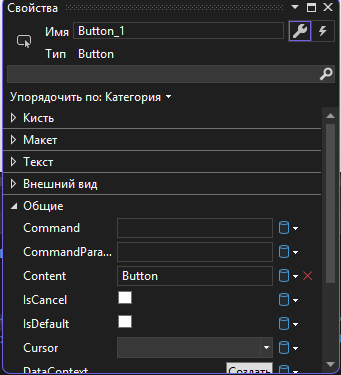 Свойства
Имя Button_1
Тип Button
Упорядочить по: Категория
Кисть
Макет
Текст
Внешний вид
Общие
Command
CommandPara...
Content Button
IsCancel
IsDefault
Cursor
DataContext Создать